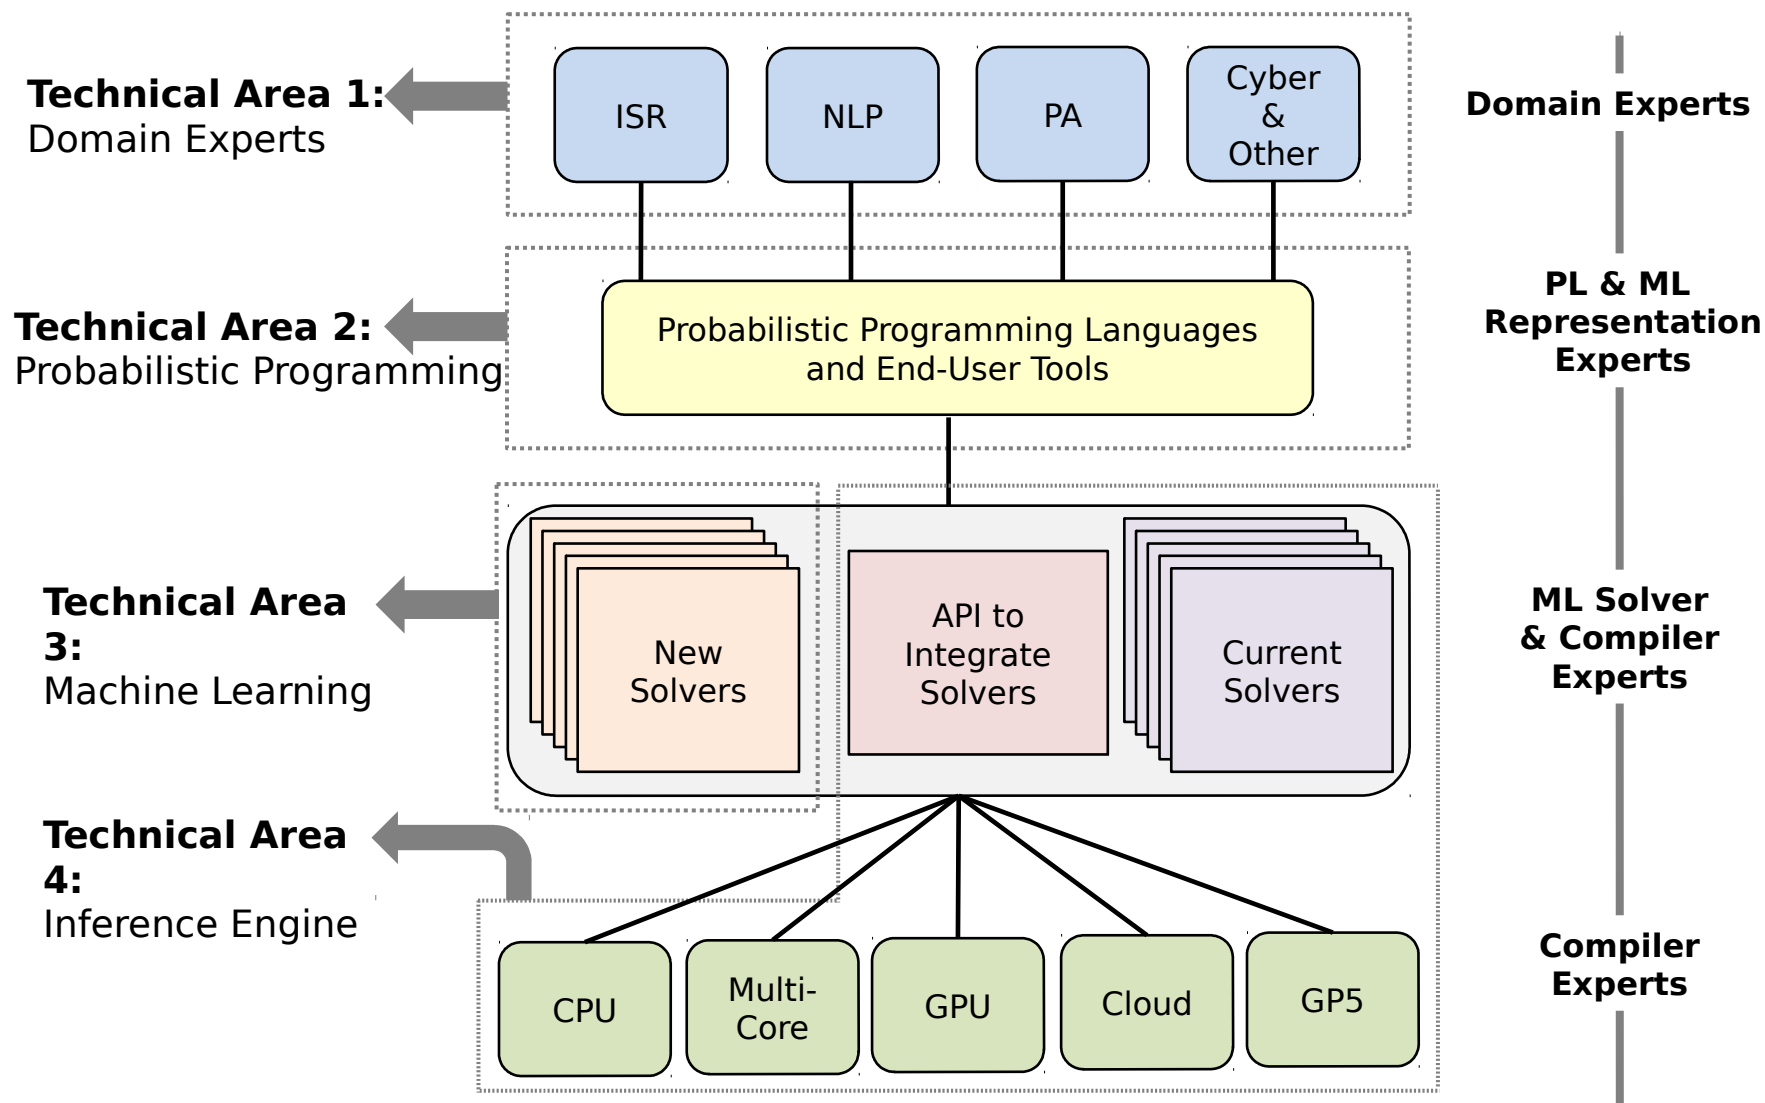 Technical Area 1:
Domain Experts
ISR
NLP
PA
Cyber
&
Other
Domain Experts
Technical Area 2:
Probabilistic Programming
Probabilistic Programming Languages
and End-User Tools
PL & ML
Representation
Experts
Technical Area
3:
Machine Learning
New
Solvers
API to
Integrate
Solvers
Current
Solvers
ML Solver
& Compiler
Experts
Technical Area
4:
Inference Engine
CPU
Multi-
Core
GPU
Cloud
GP5
Compiler
Experts